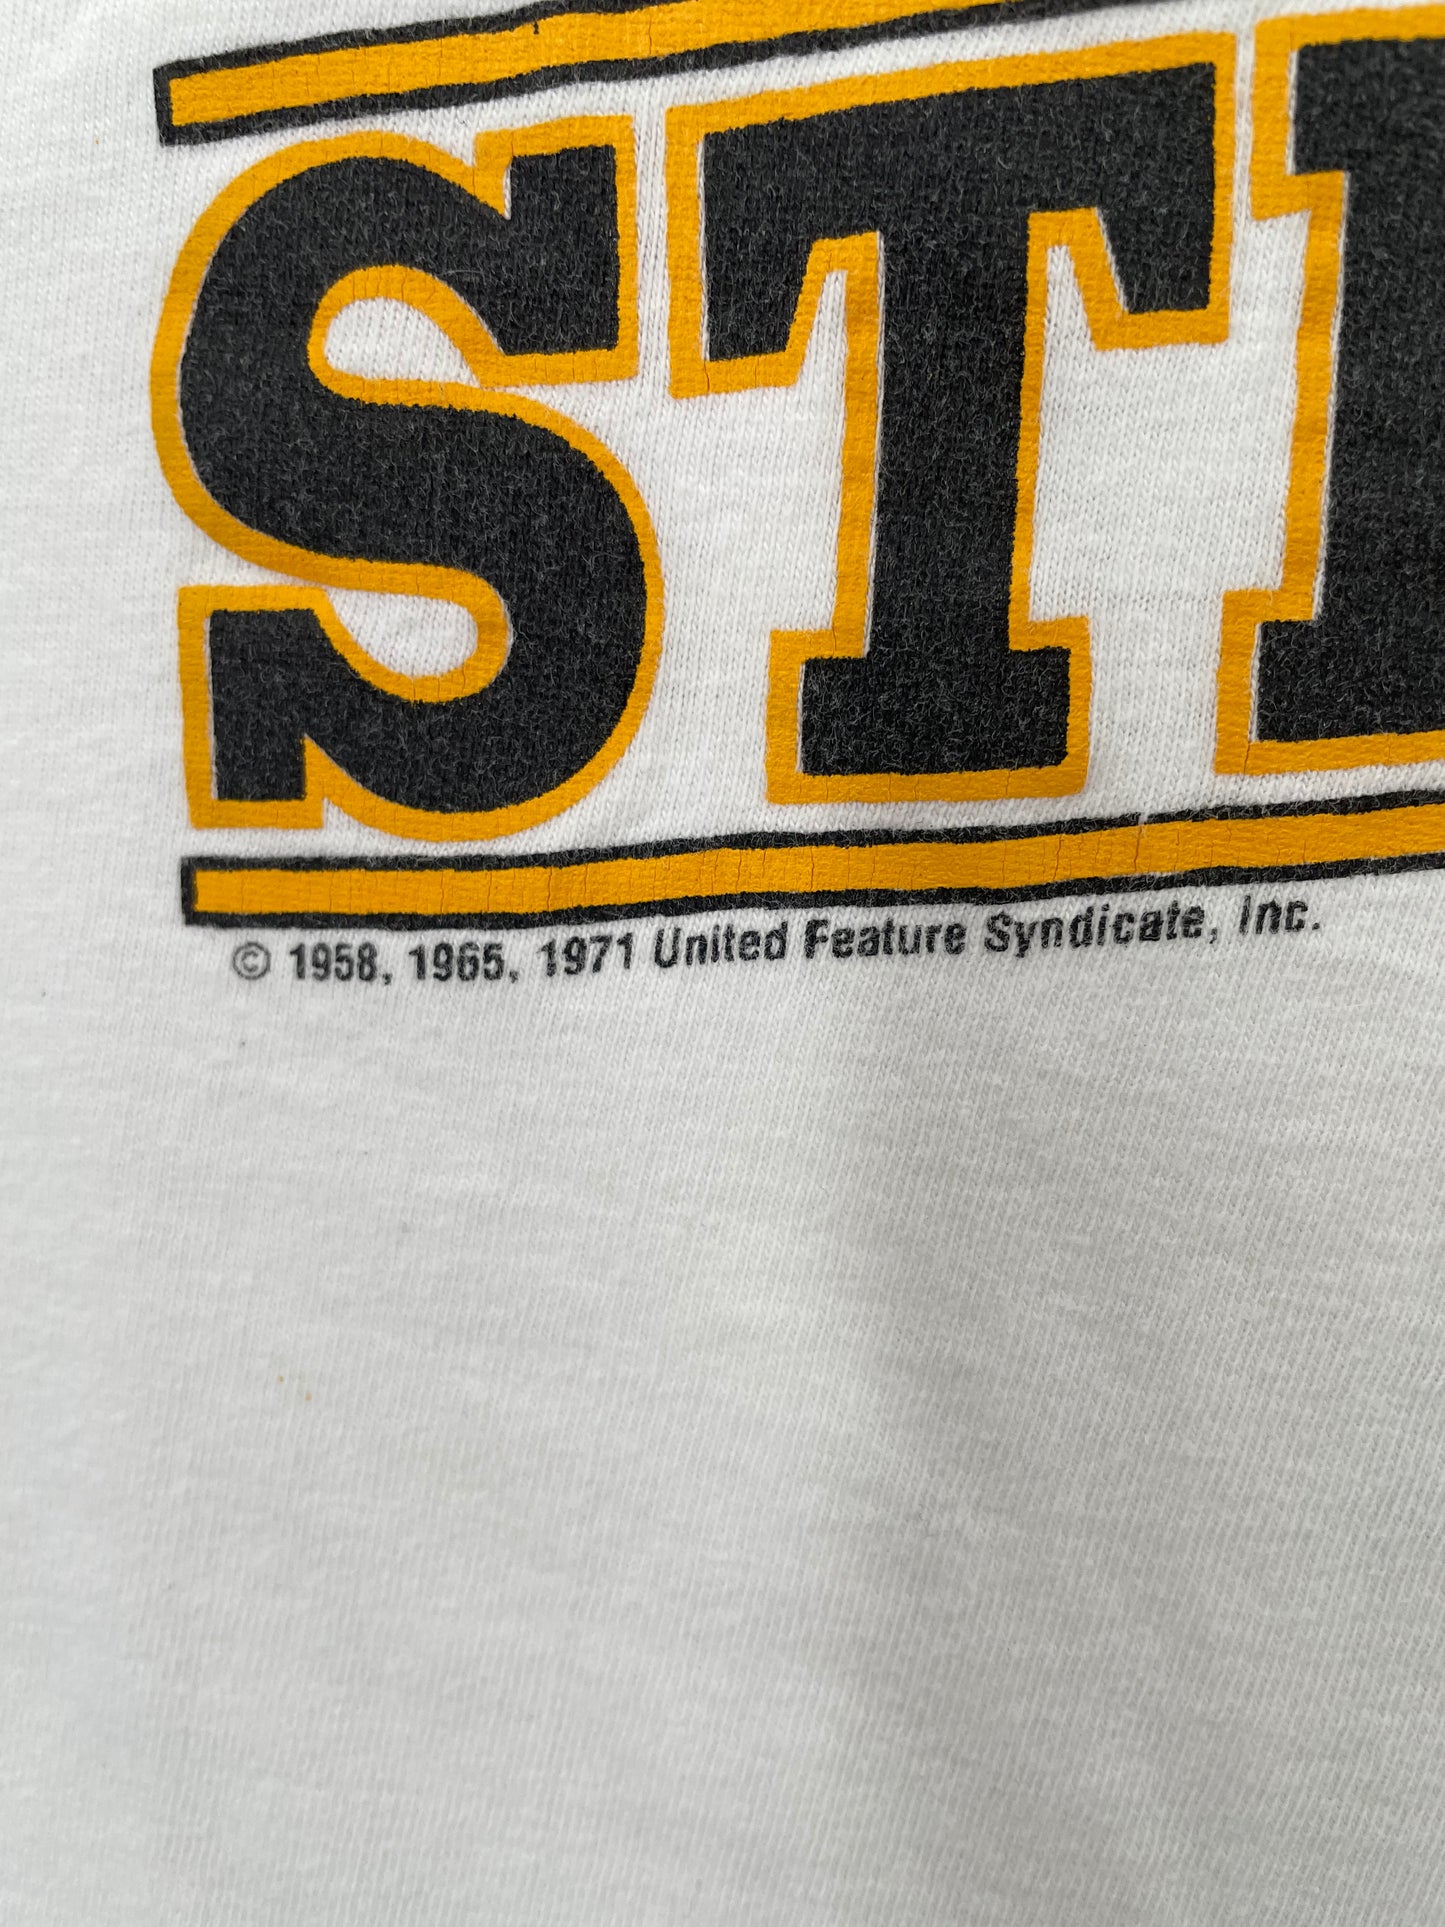 ST
© 1958, 1965, 1971 United Feature Syndicate, Inc.